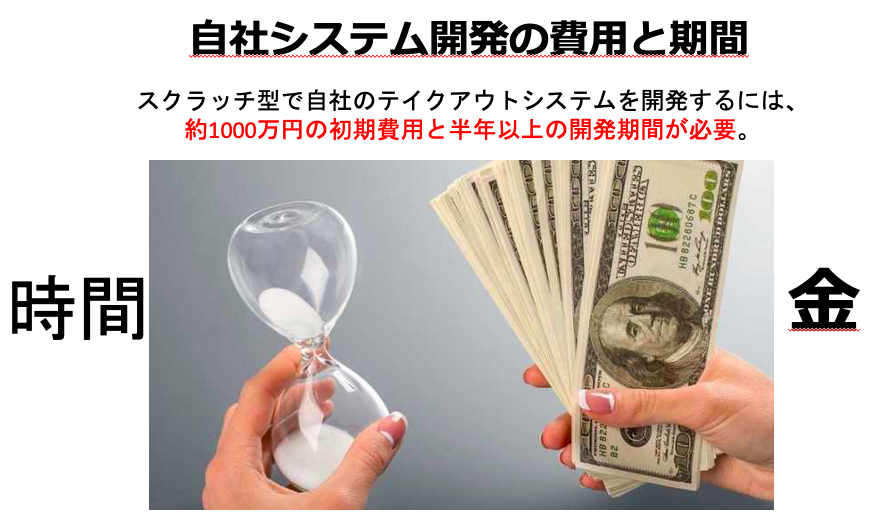 自社システム開発の費用と期間
スクラッチ型で自社のテイクアウトシステムを開発するには、
約1000万円の初期費用と半年以上の開発期間が必要。
時間
金
100
HB 82280687 C